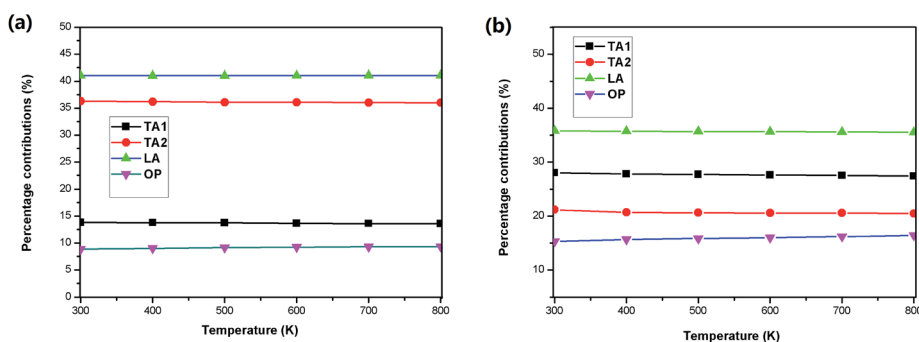 (a)
Percentage contributions (%)
50
45
40
35
30
25
20
15
10
5
0
TA1
TA2
LA
OP
300 400 500 600 700 800
Temperature (K)
(b)
Percentage contributions (%)
50
40
30
20
10
TA1
TA2
LA
OP
300 400 500 600 700 800
Temperature (K)